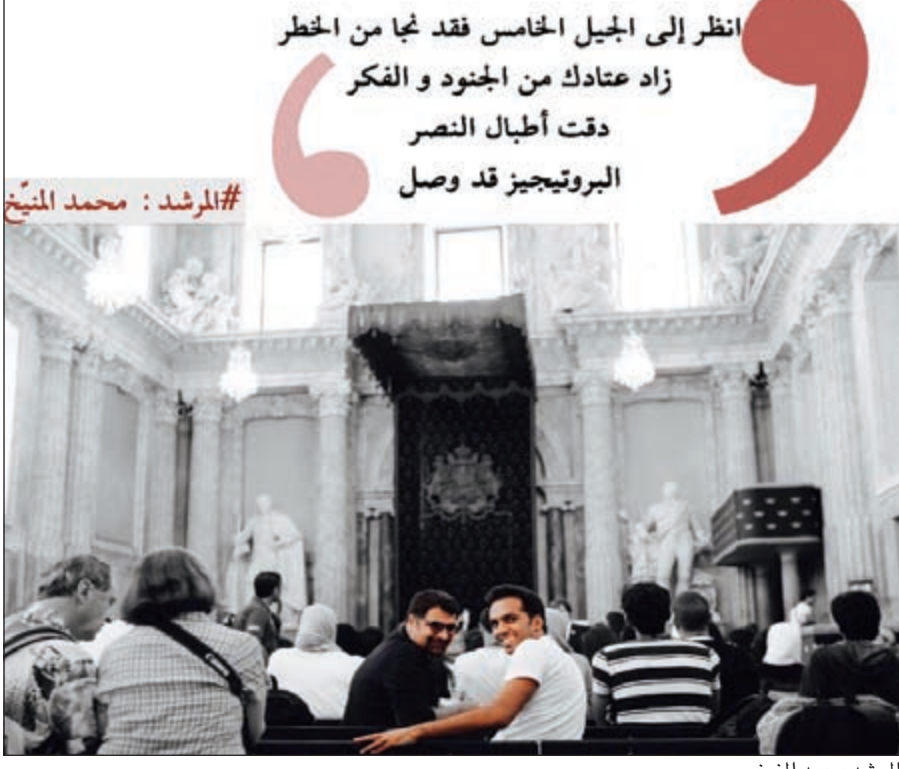 انظر إلى الجيل الخامس فقد نجا من الخطر
زاد عتادك من الجنود و الفكر
دقت أطبال النصر
البروتيجيز قد وصل
#المرشد : محمد المنيّخ